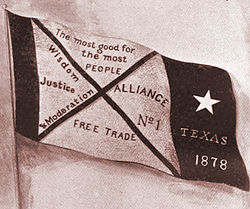 The most good for
the most
PEOPLE
Wisdom
Justice
& Moderation
ALLIANCE
Nº1
FREE TRADE
TEXAS
1878